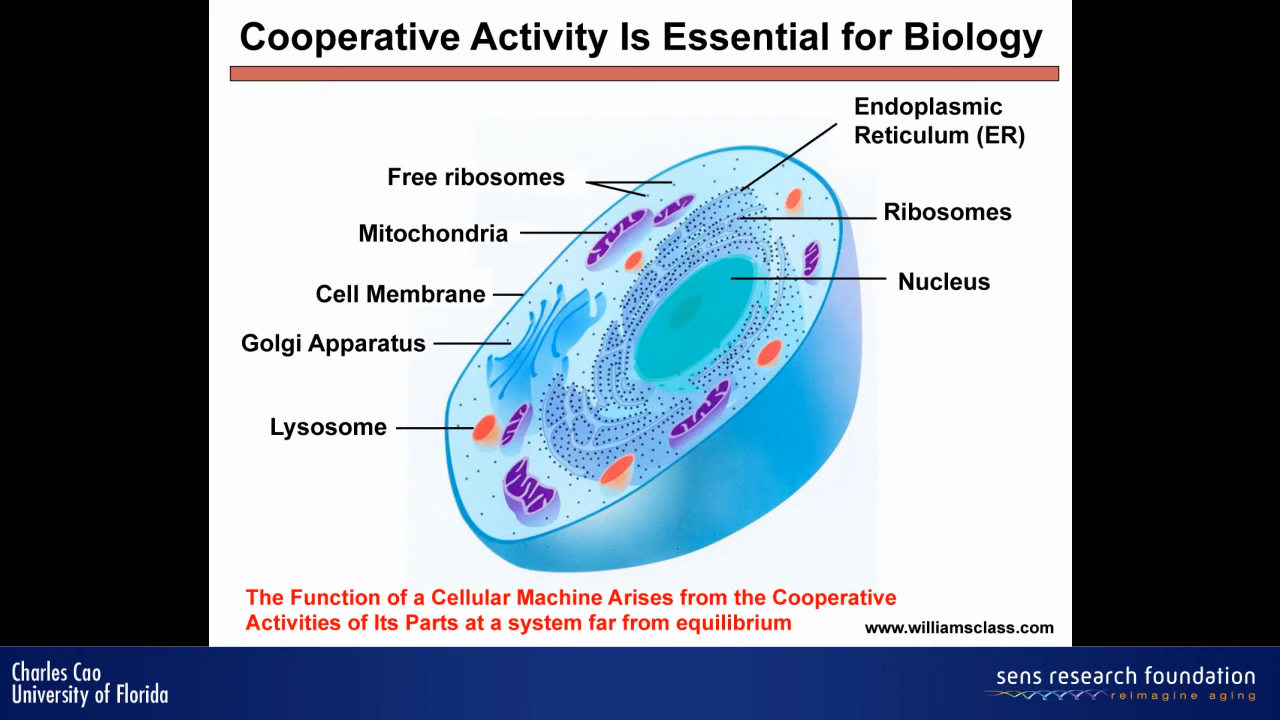 Cooperative Activity Is Essential for Biology
Endoplasmic
Reticulum (ER)
Free ribosomes
Ribosomes
Mitochondria
Nucleus
Cell Membrane
Golgi Apparatus
Lysosome
The Function of a Cellular Machine Arises from the Cooperative
Activities of Its Parts at a system far from equilibrium
www.williamsclass.com
Charles Cao
University of Florida
sens research foundation
reimagine aging